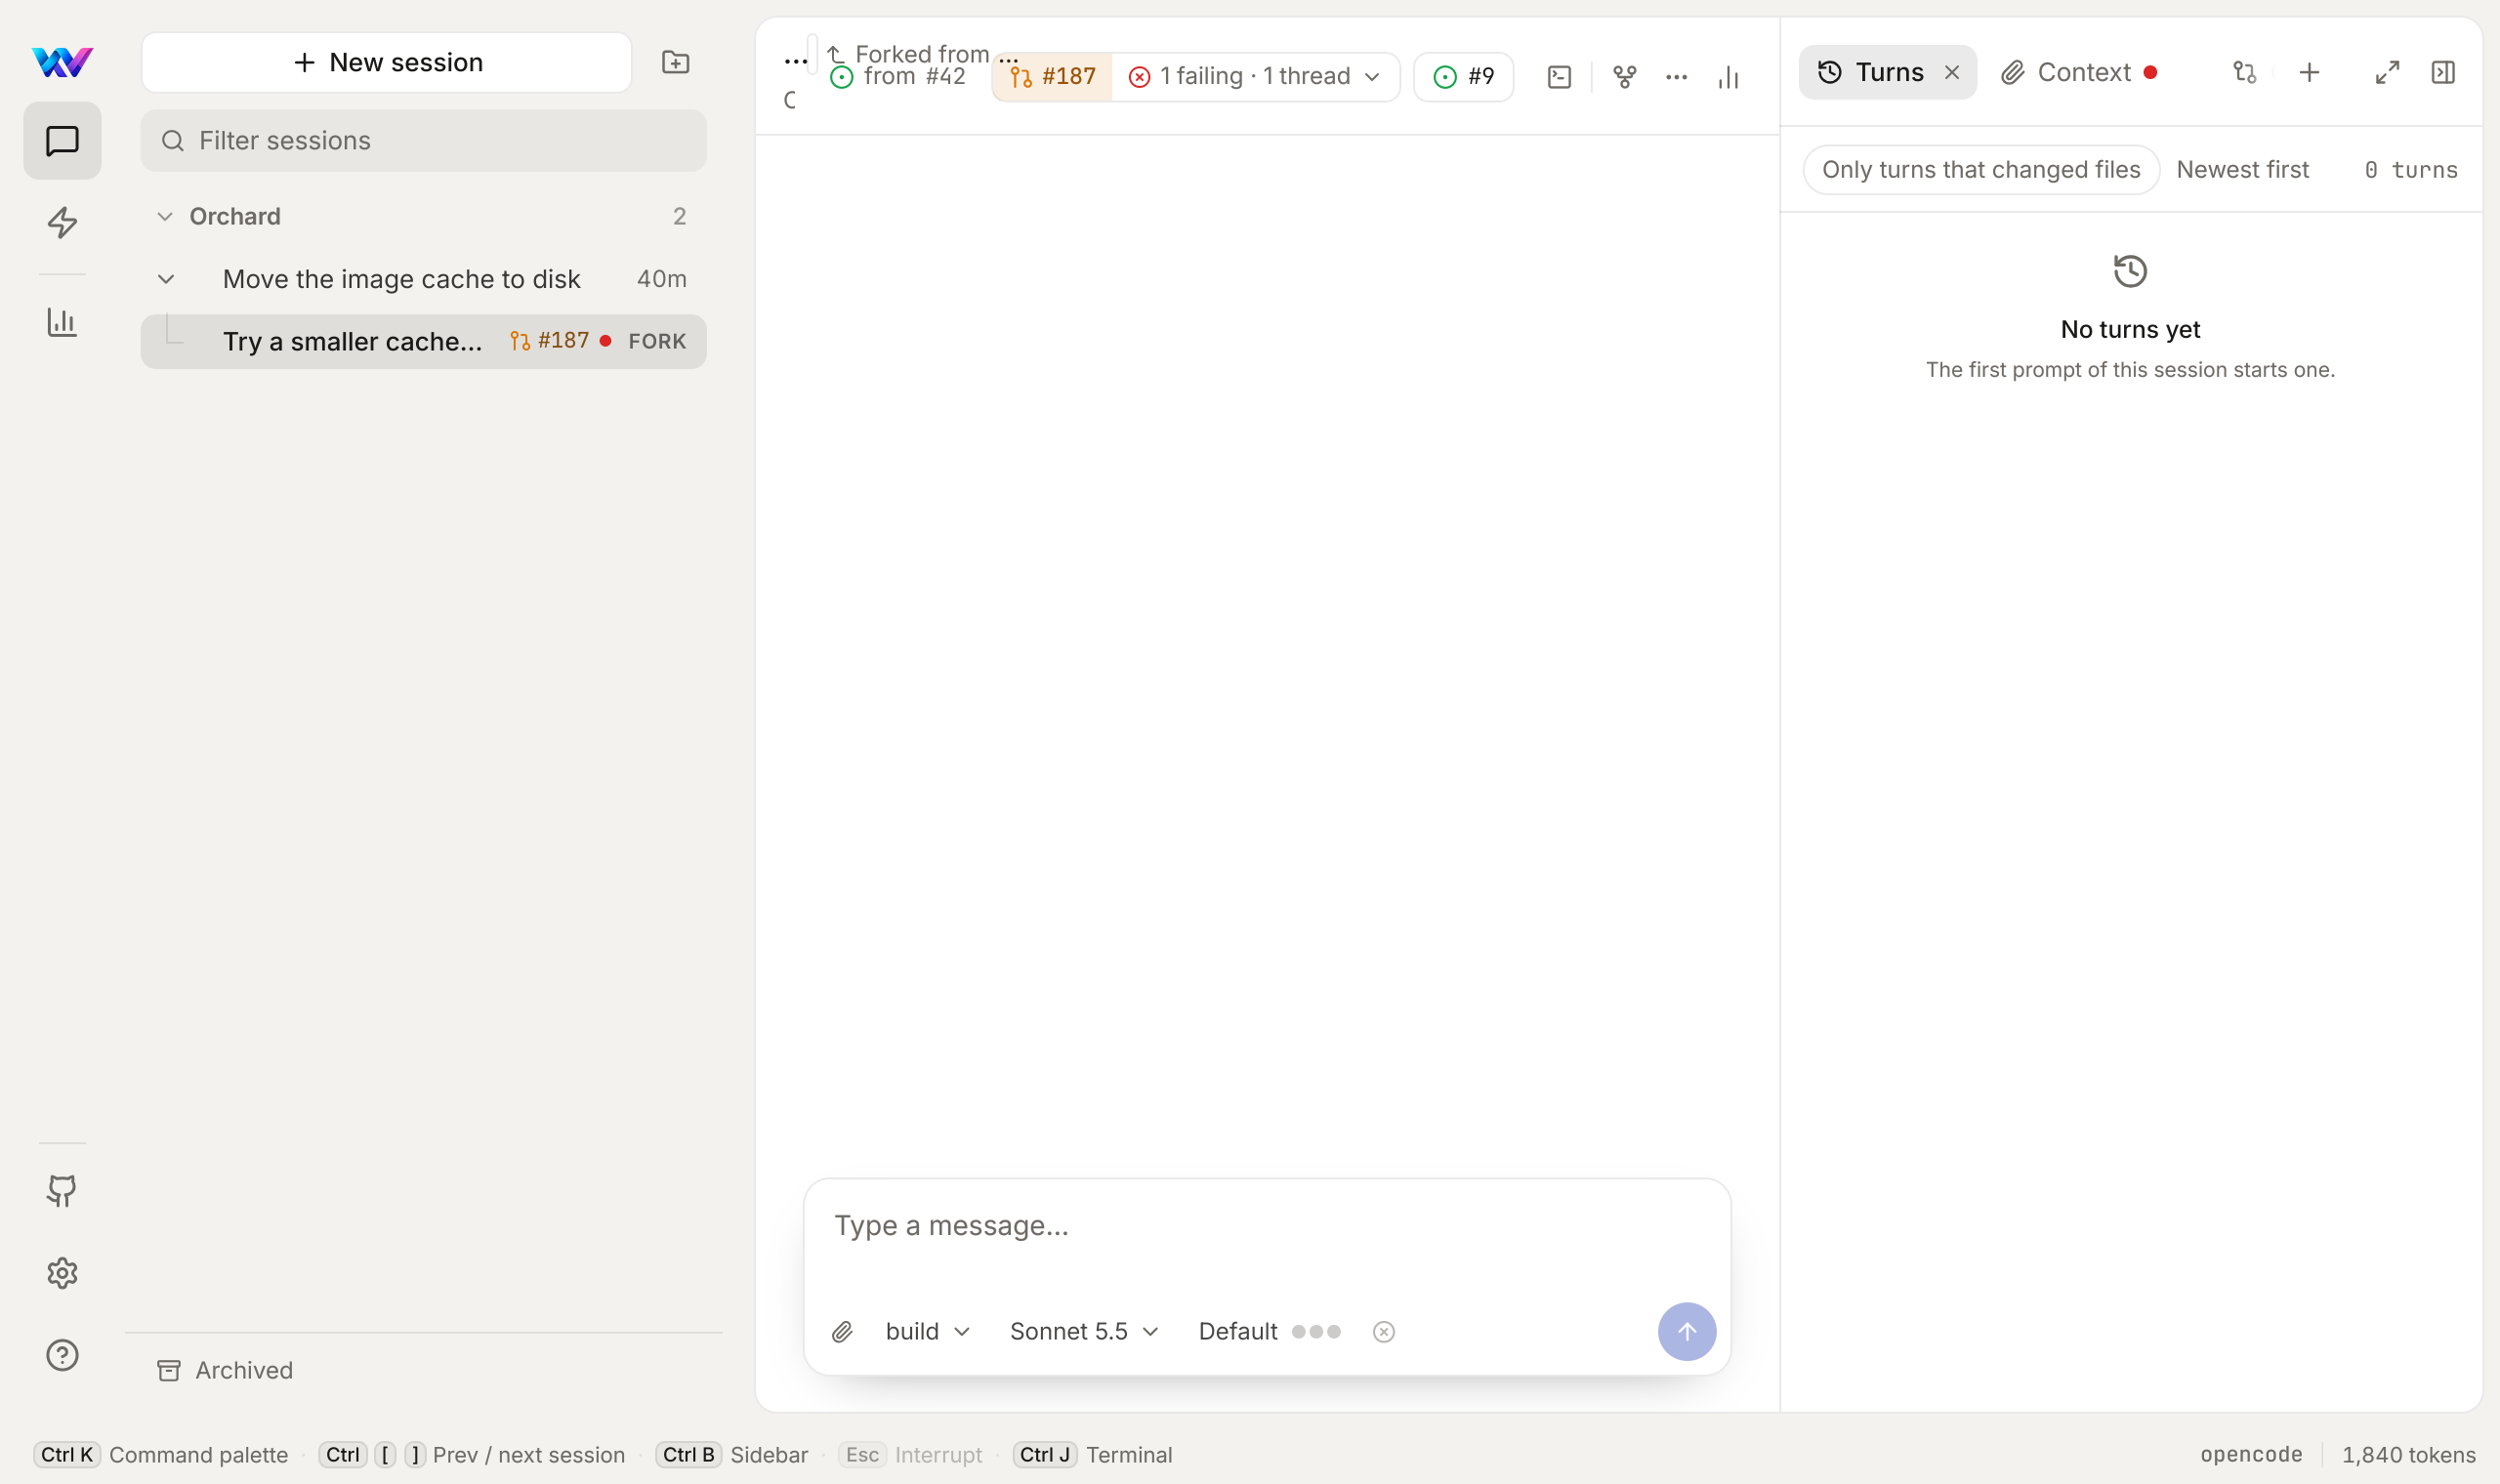 New session
Filter sessions
Orchard 2
Move the image cache to disk 40m
Try a smaller cache... #187 FORK
Archived
...
Forked from ...
from #42
#187 1 failing · 1 thread
#9
Turns
Context
Only turns that changed files
Newest first
0 turns
No turns yet
The first prompt of this session starts one.
Type a message...
build
Sonnet 5.5
Default
Ctrl K Command palette · Ctrl [ ] Prev / next session · Ctrl B Sidebar · Esc Interrupt · Ctrl J Terminal
opencode 1,840 tokens